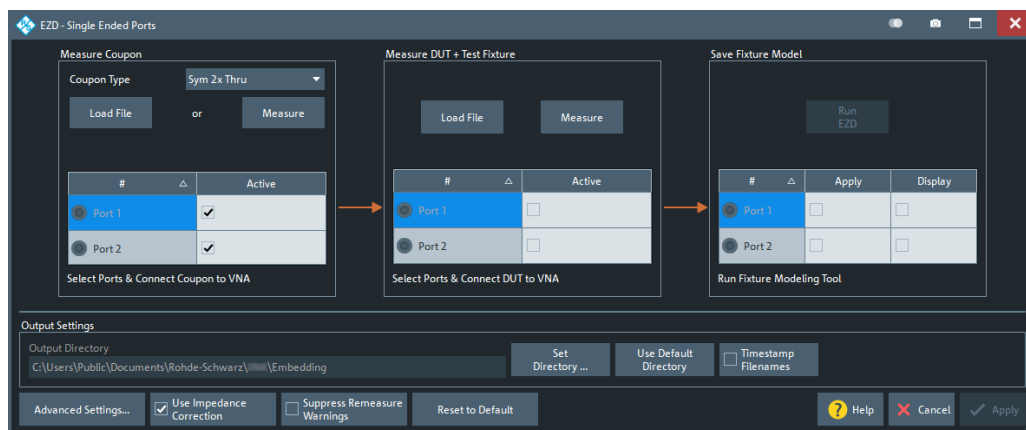 EZD - Single Ended Ports
Measure Coupon
Coupon Type
Sym 2x Thru
Load File
or
Measure
# Active
Port 1
Port 2
Select Ports & Connect Coupon to VNA
Measure DUT + Test Fixture
Load File
Measure
# Active
Port 1
Port 2
Select Ports & Connect DUT to VNA
Save Fixture Model
Run
EZD
# Apply Display
Port 1
Port 2
Run Fixture Modeling Tool
Output Settings
Output Directory
C:\Users\Public\Documents\Rohde-Schwarz\ \Embedding
Set
Directory ...
Use Default
Directory
Timestamp
Filenames
Advanced Settings...
Use Impedance
Correction
Suppress Remeasure
Warnings
Reset to Default
? Help
Cancel
Apply